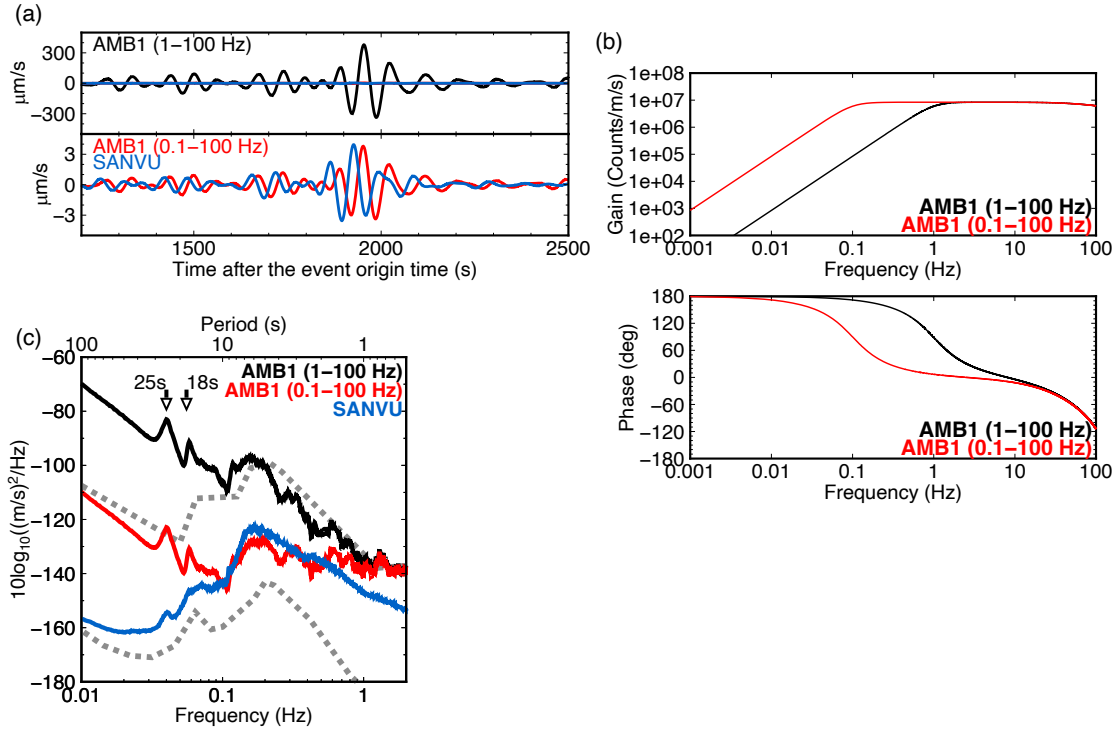 (a)
AMB1 (1–100 Hz)
300
0
−300
μm/s
AMB1 (0.1–100 Hz)
SANVU
3
0
−3
μm/s
1500 2000 2500
Time after the event origin time (s)
(b)
1e+08
1e+07
1e+06
1e+05
1e+04
1e+03
1e+02
Gain (Counts/m/s)
AMB1 (1–100 Hz)
AMB1 (0.1–100 Hz)
0.001 0.01 0.1 1 10 100
Frequency (Hz)
180
120
60
0
−60
−120
−180
Phase (deg)
AMB1 (1–100 Hz)
AMB1 (0.1–100 Hz)
0.001 0.01 0.1 1 10 100
Frequency (Hz)
(c)
Period (s)
100 10 1
−60
−80
−100
−120
−140
−160
−180
10log10((m/s)2/Hz)
25s 18s
AMB1 (1–100 Hz)
AMB1 (0.1–100 Hz)
SANVU
0.01 0.1 1
Frequency (Hz)